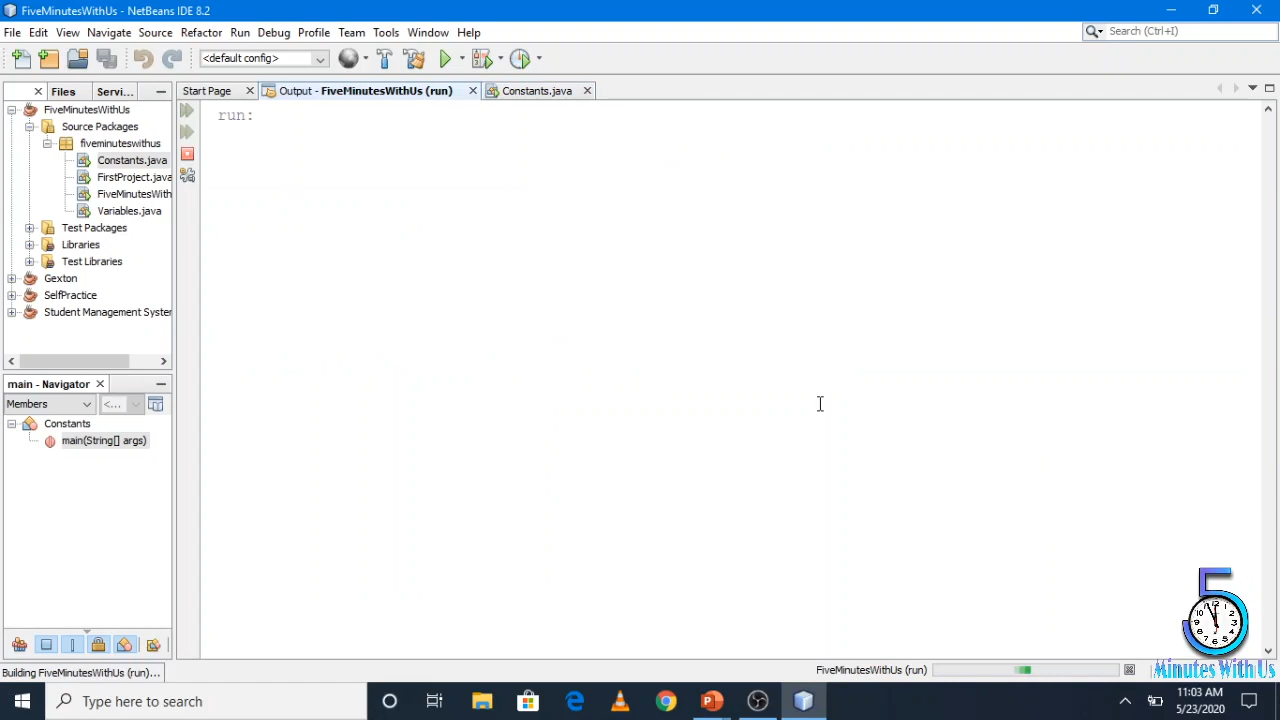 FiveMinutesWithUs - NetBeans IDE 8.2
File Edit View Navigate Source Refactor Run Debug Profile Team Tools Window Help
Search (Ctrl+I)
<default config>
Files Servi...
Start Page
Output - FiveMinutesWithUs (run)
Constants.java
run:
FiveMinutesWithUs
Source Packages
fiveminuteswithus
Constants.java
FirstProject.java
FiveMinutesWith
Variables.java
Test Packages
Libraries
Test Libraries
Gexton
SelfPractice
Student Management Syster
main - Navigator
Members <...
Constants
main(String[] args)
Building FiveMinutesWithUs (run)...
FiveMinutesWithUs (run)
5
12
Minutes With Us
Type here to search
11:03 AM
5/23/2020